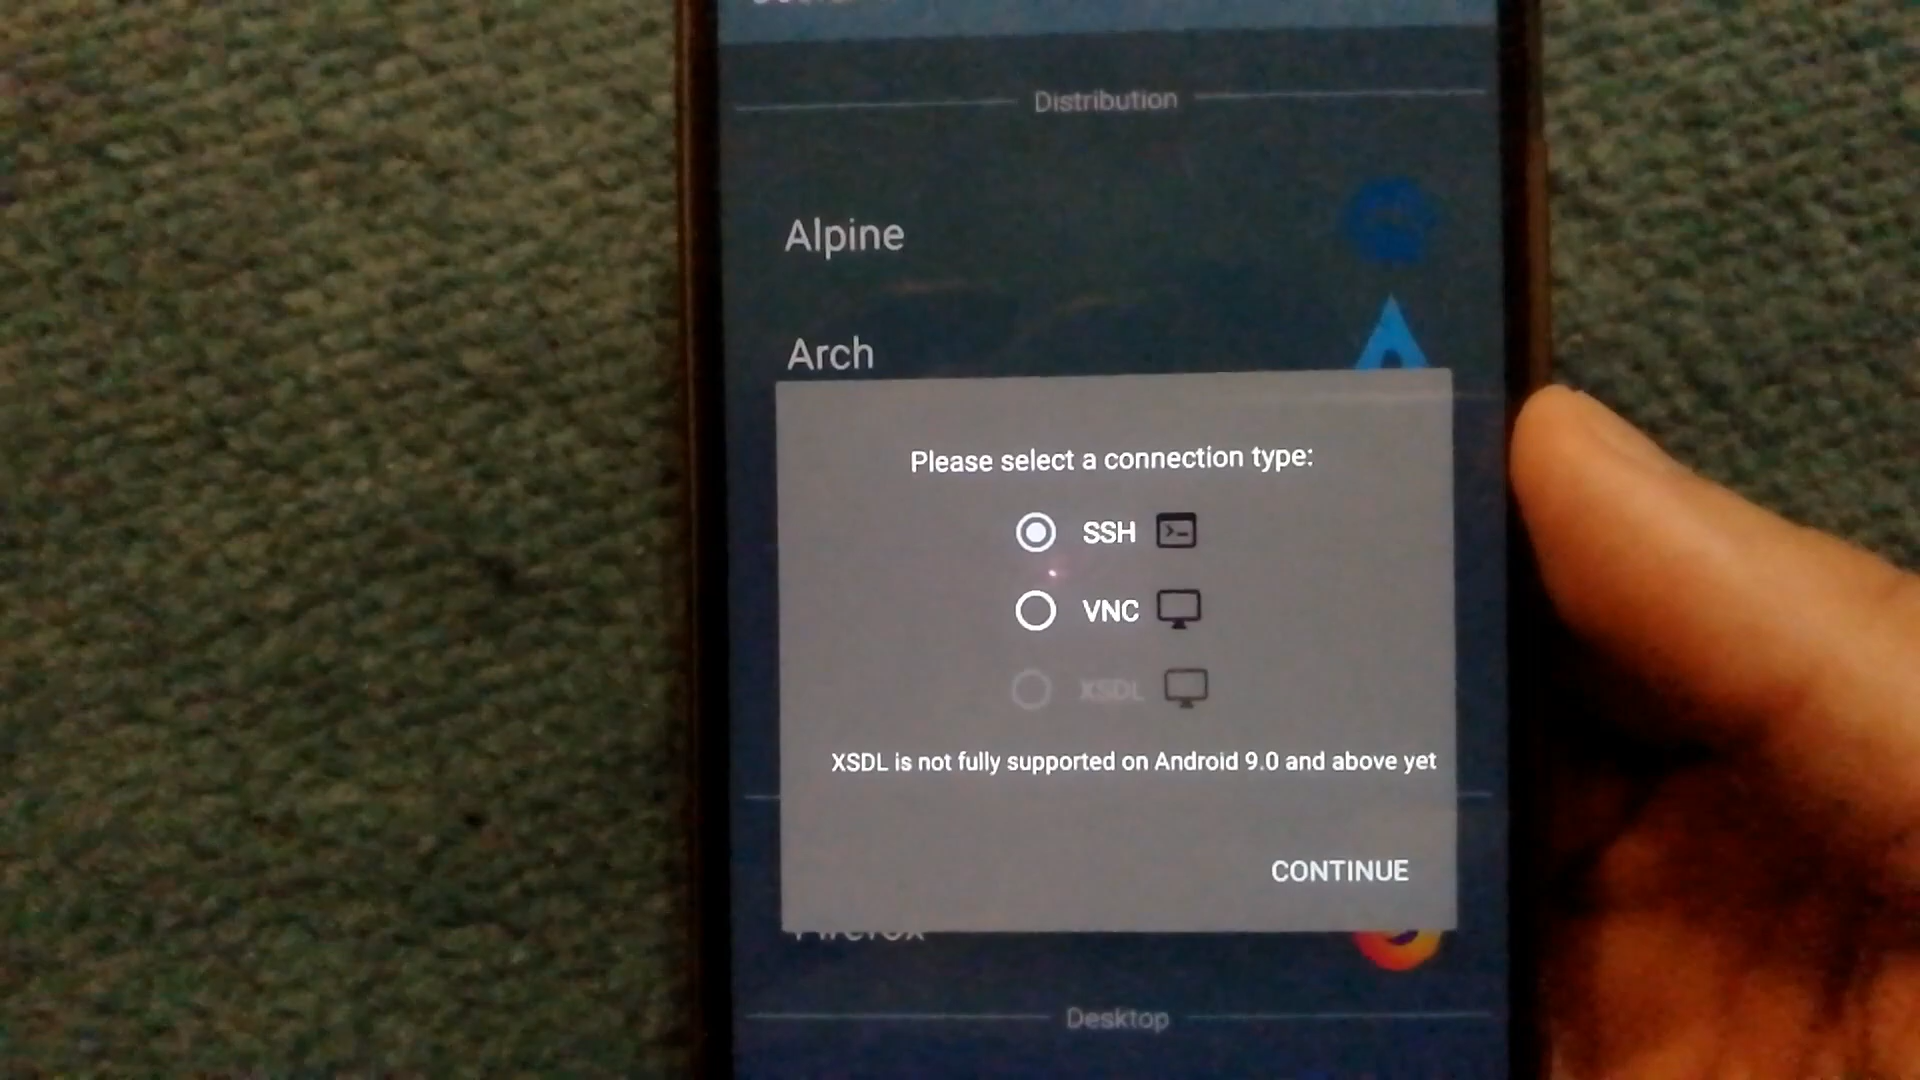 Distribution
Alpine
Arch
Please select a connection type:
SSH
VNC
XSDL
XSDL is not fully supported on Android 9.0 and above yet
CONTINUE
Firefox
Desktop